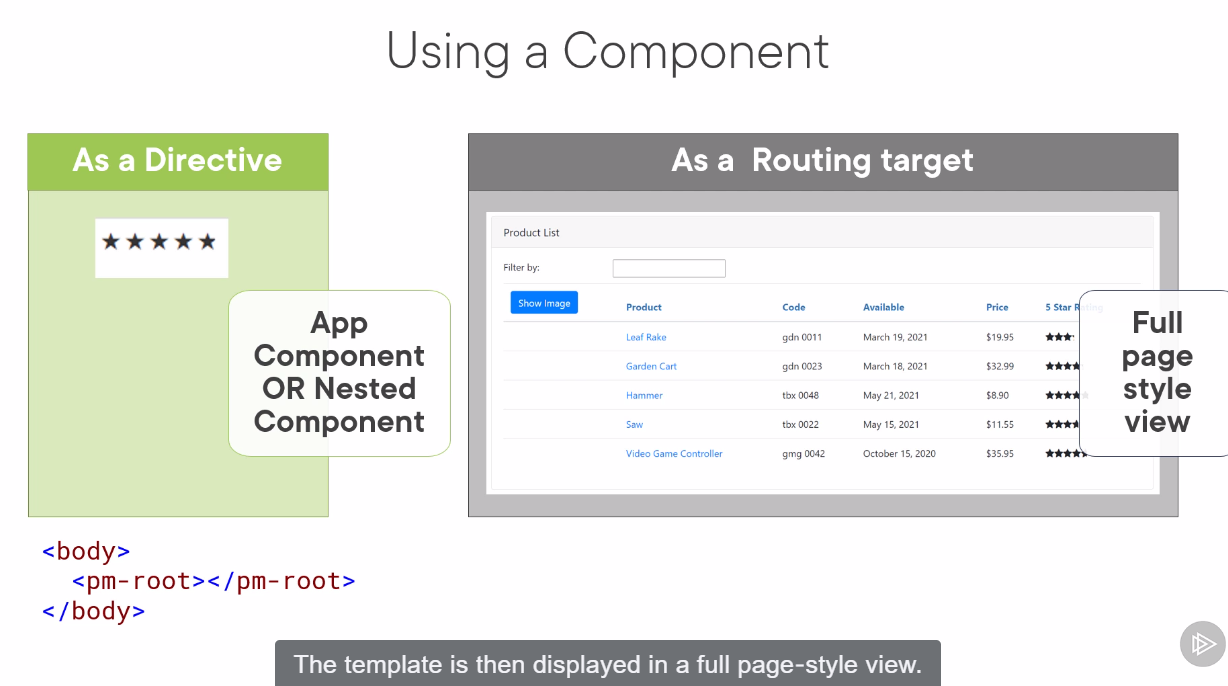 Using a Component
As a Directive
★★★★★
App
Component
OR Nested
Component
As a Routing target
Product List
Filter by:
Show Image
Product Code Available Price 5 Star Rating
Leaf Rake gdn 0011 March 19, 2021 $19.95
Garden Cart gdn 0023 March 18, 2021 $32.99
Hammer tbx 0048 May 21, 2021 $8.90
Saw tbx 0022 May 15, 2021 $11.55
Video Game Controller gmg 0042 October 15, 2020 $35.95
Full
page
style
view
<body>
<pm-root></pm-root>
</body>
The template is then displayed in a full page-style view.